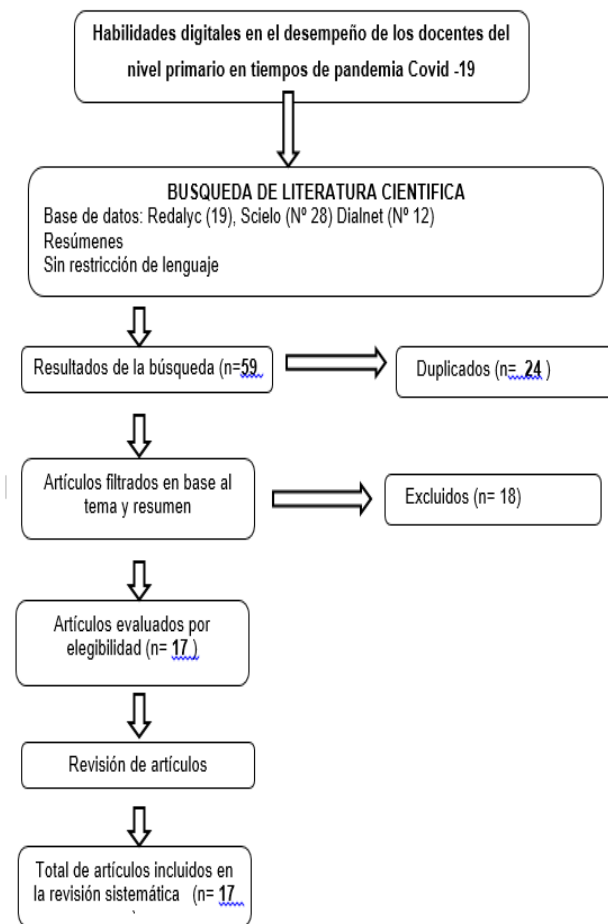 Habilidades digitales en el desempeño de los docentes del
nivel primario en tiempos de pandemia Covid -19
BUSQUEDA DE LITERATURA CIENTIFICA
Base de datos: Redalyc (19), Scielo (Nº 28) Dialnet (Nº 12)
Resúmenes
Sin restricción de lenguaje
Resultados de la búsqueda (n=59
Duplicados (n= 24 )
Artículos filtrados en base al
tema y resumen
Excluidos (n= 18)
Artículos evaluados por
elegibilidad (n= 17 )
Revisión de artículos
Total de artículos incluidos en
la revisión sistemática (n= 17